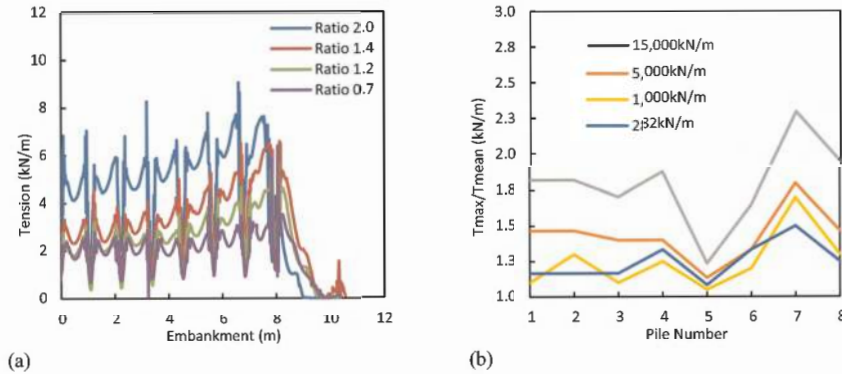 12
10
8
6
4
2
0
Tension (kN/m)
Ratio 2.0
Ratio 1.4
Ratio 1.2
Ratio 0.7
0 2 4 6 8 10 12
Embankment (m)
(a)
3.0
2.8
2.5
2.3
2.0
1.8
1.5
1.3
1.0
Tmax/Tmean (kN/m)
15,000kN/m
5,000kN/m
1,000kN/m
282kN/m
1 2 3 4 5 6 7 8
Pile Number
(b)